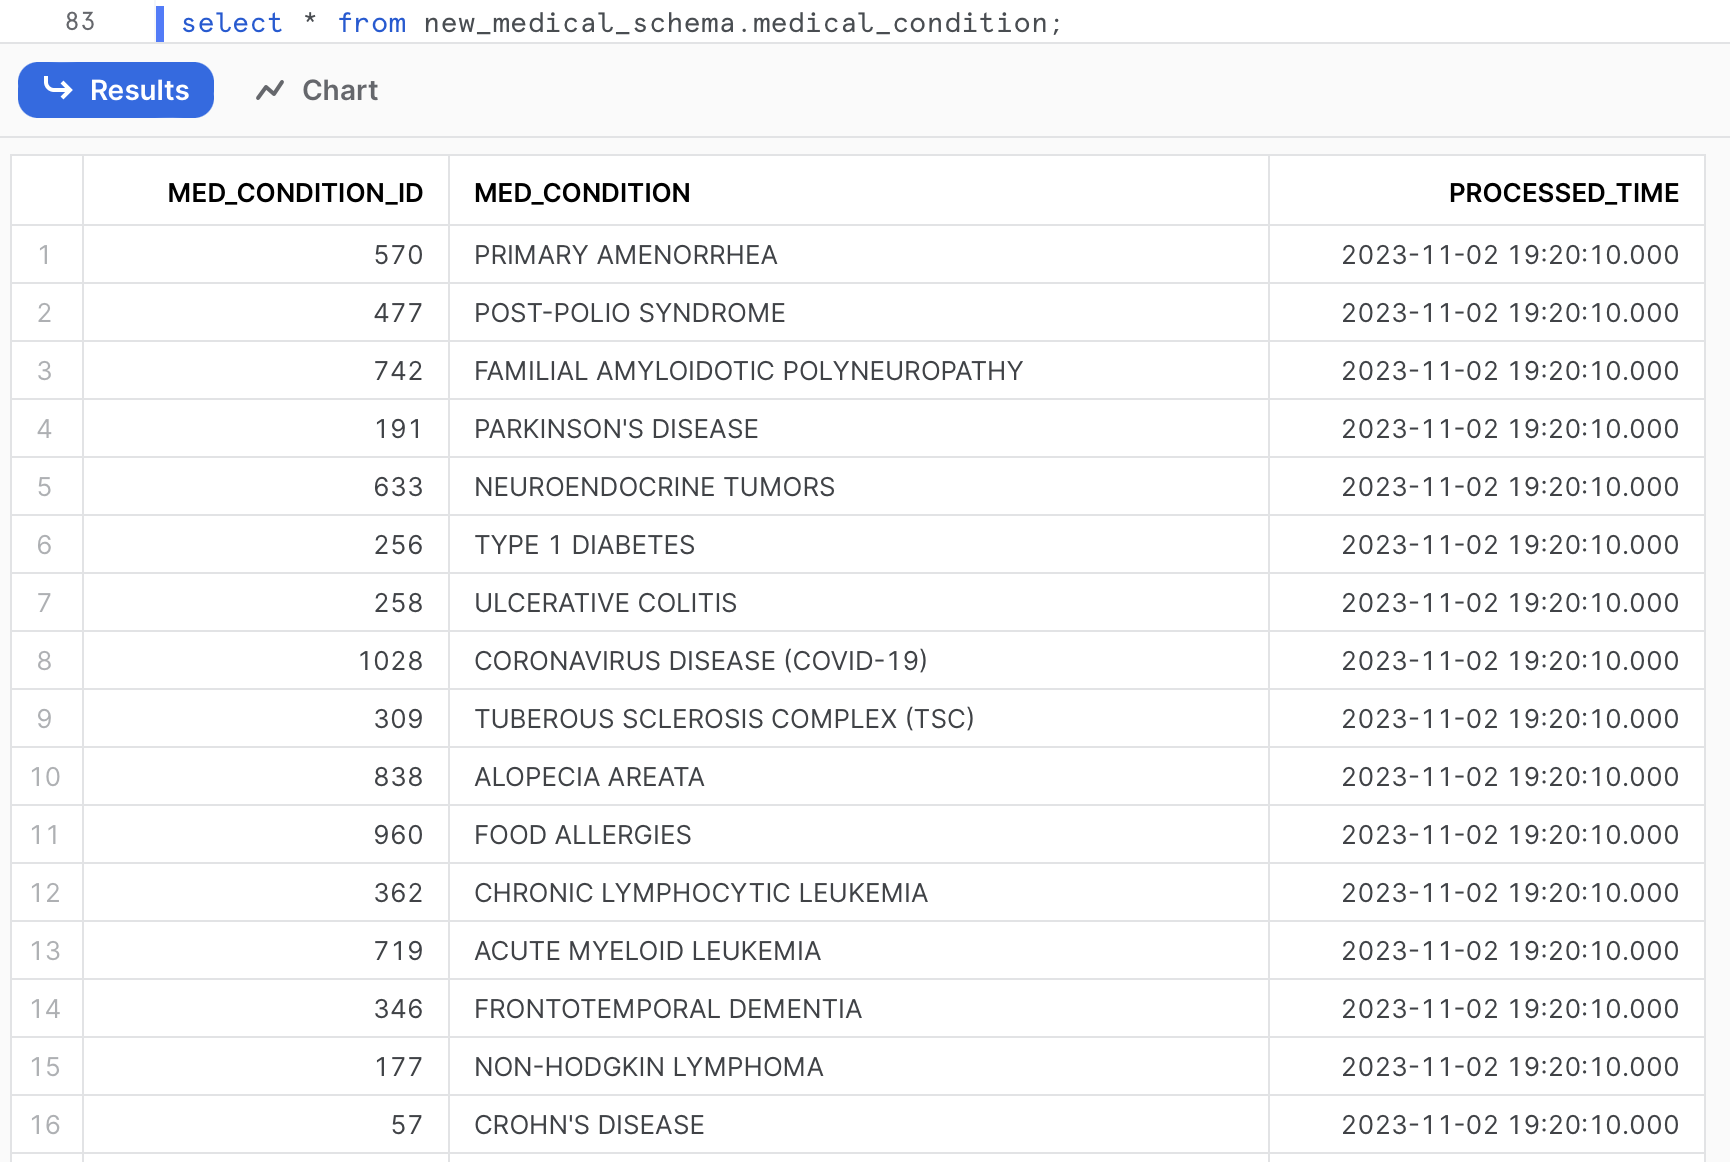 83 select * from new_medical_schema.medical_condition;
Results Chart
MED_CONDITION_ID MED_CONDITION PROCESSED_TIME
1 570 PRIMARY AMENORRHEA 2023-11-02 19:20:10.000
2 477 POST-POLIO SYNDROME 2023-11-02 19:20:10.000
3 742 FAMILIAL AMYLOIDOTIC POLYNEUROPATHY 2023-11-02 19:20:10.000
4 191 PARKINSON'S DISEASE 2023-11-02 19:20:10.000
5 633 NEUROENDOCRINE TUMORS 2023-11-02 19:20:10.000
6 256 TYPE 1 DIABETES 2023-11-02 19:20:10.000
7 258 ULCERATIVE COLITIS 2023-11-02 19:20:10.000
8 1028 CORONAVIRUS DISEASE (COVID-19) 2023-11-02 19:20:10.000
9 309 TUBEROUS SCLEROSIS COMPLEX (TSC) 2023-11-02 19:20:10.000
10 838 ALOPECIA AREATA 2023-11-02 19:20:10.000
11 960 FOOD ALLERGIES 2023-11-02 19:20:10.000
12 362 CHRONIC LYMPHOCYTIC LEUKEMIA 2023-11-02 19:20:10.000
13 719 ACUTE MYELOID LEUKEMIA 2023-11-02 19:20:10.000
14 346 FRONTOTEMPORAL DEMENTIA 2023-11-02 19:20:10.000
15 177 NON-HODGKIN LYMPHOMA 2023-11-02 19:20:10.000
16 57 CROHN'S DISEASE 2023-11-02 19:20:10.000